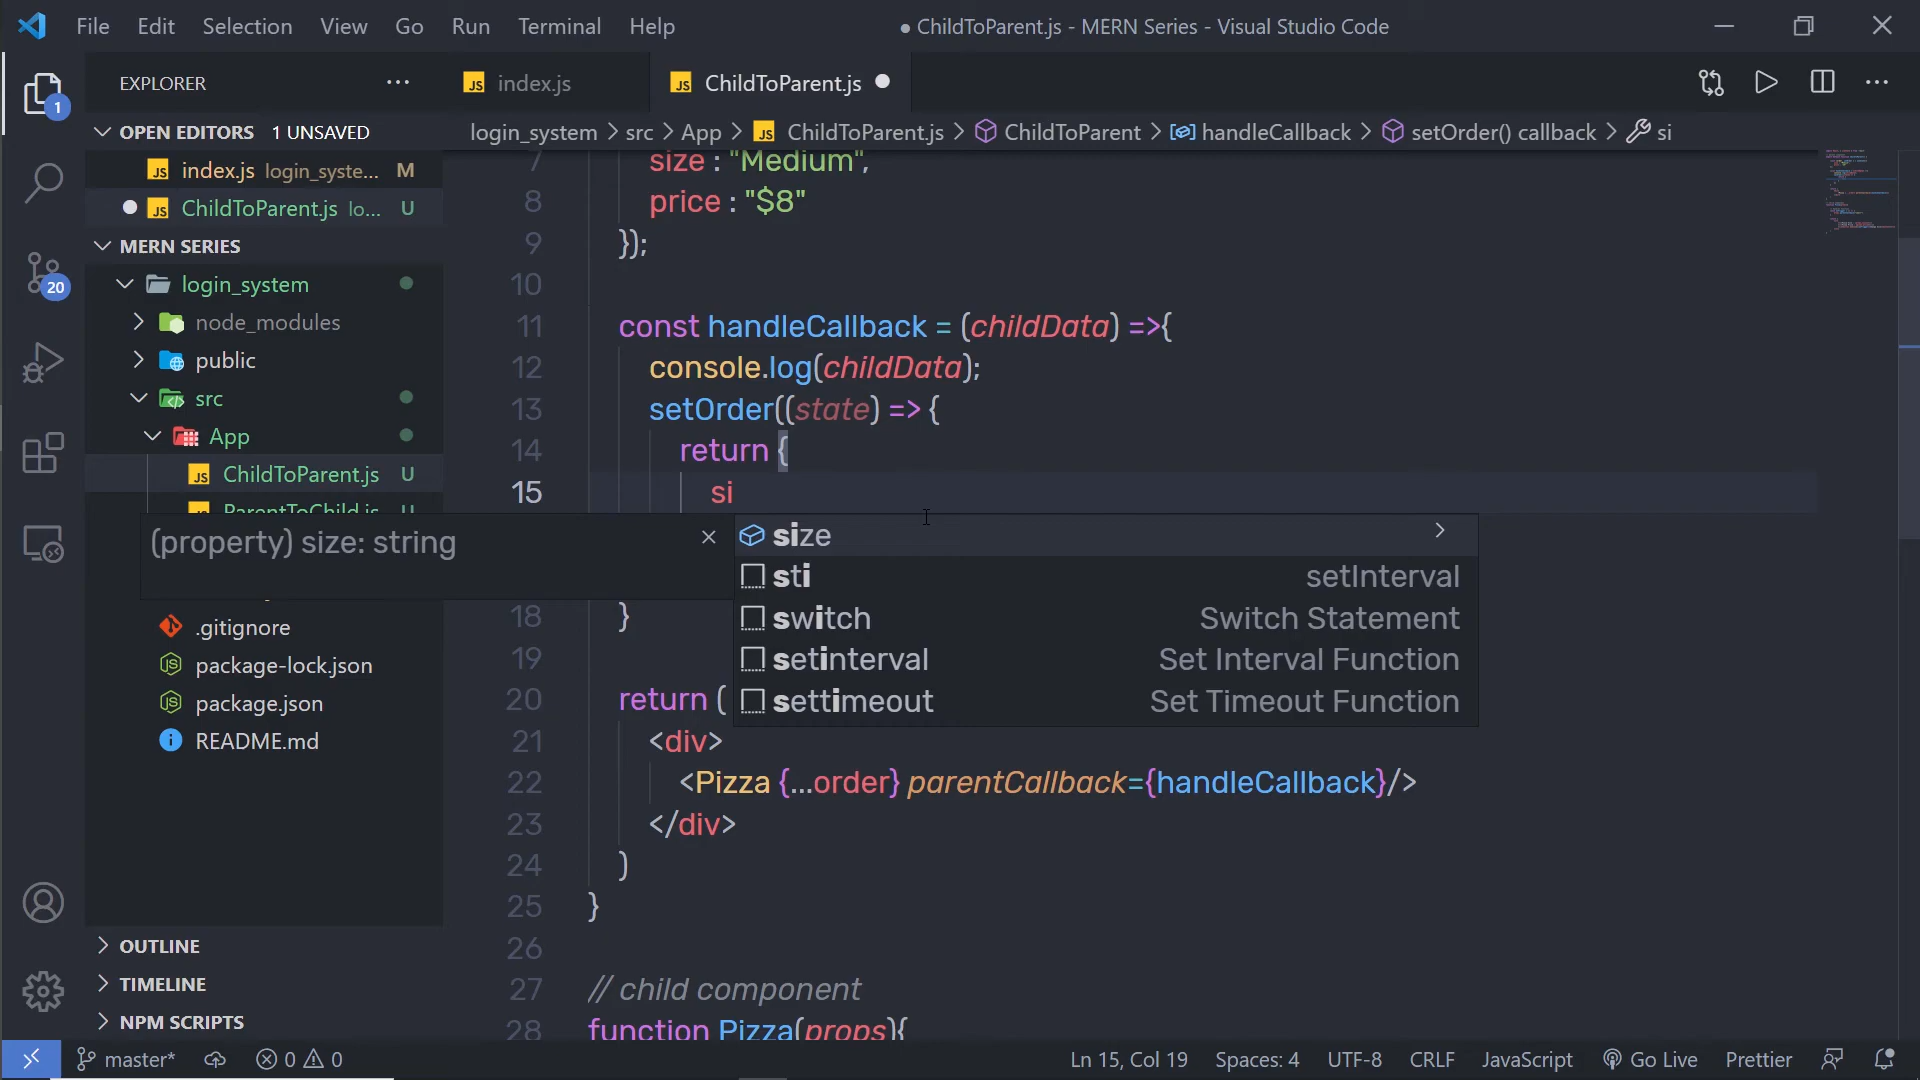 File Edit Selection View Go Run Terminal Help
● ChildToParent.js - MERN Series - Visual Studio Code
EXPLORER
index.js
ChildToParent.js
OPEN EDITORS 1 UNSAVED
index.js login_syste... M
ChildToParent.js lo... U
MERN SERIES
login_system
node_modules
public
src
App
ChildToParent.js U
ParentToChild.js U
.gitignore
package-lock.json
package.json
README.md
OUTLINE
TIMELINE
NPM SCRIPTS
1
20
login_system > src > App > ChildToParent.js > ChildToParent > handleCallback > setOrder() callback > si
7 size : "Medium",
8 price : "$8"
9 });
10
11 const handleCallback = (childData) =>{
12 console.log(childData);
13 setOrder((state) => {
14 return {
15 si
(property) size: string
size
sti setInterval
switch Switch Statement
setinterval Set Interval Function
settimeout Set Timeout Function
18 }
19
20 return (
21 <div>
22 <Pizza {...order} parentCallback={handleCallback}/>
23 </div>
24 )
25 }
26
27 // child component
28 function Pizza(props){
master* 0 0 Ln 15, Col 19 Spaces: 4 UTF-8 CRLF JavaScript Go Live Prettier